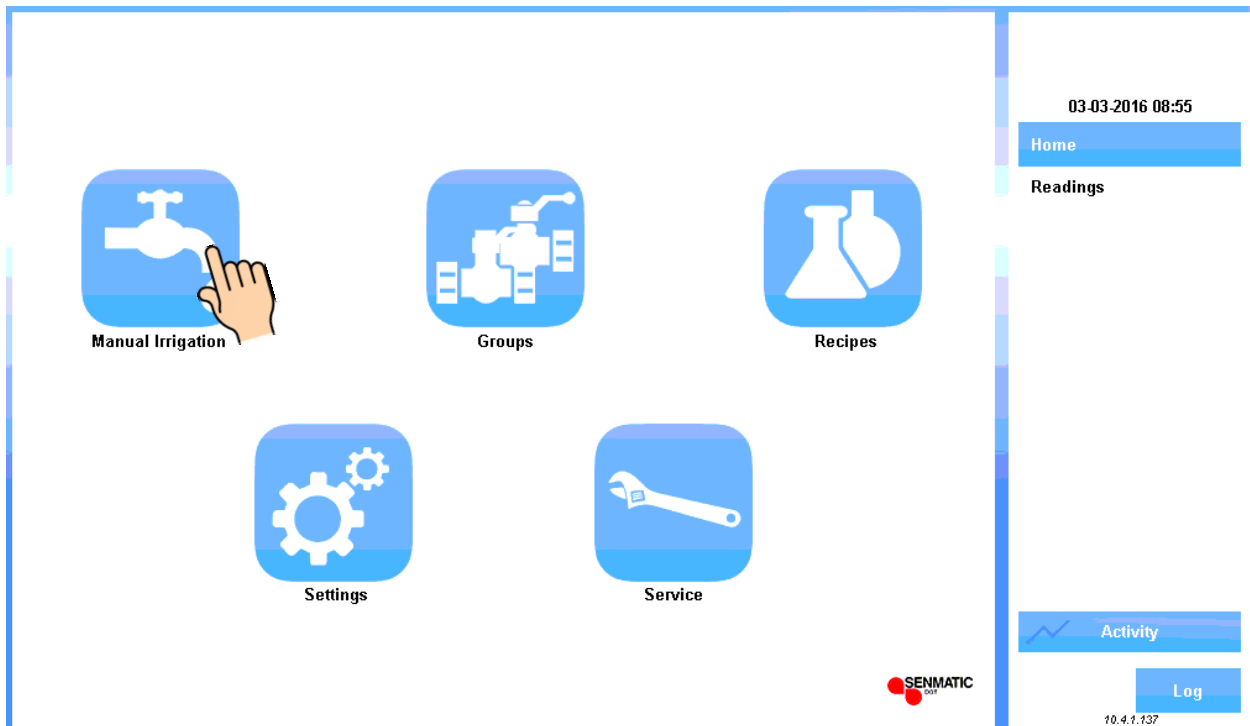 03-03-2016 08:55
Home
Readings
Manual Irrigation
Groups
Recipes
Settings
Service
SENMATIC
DGT
Activity
Log
10.4.1.137